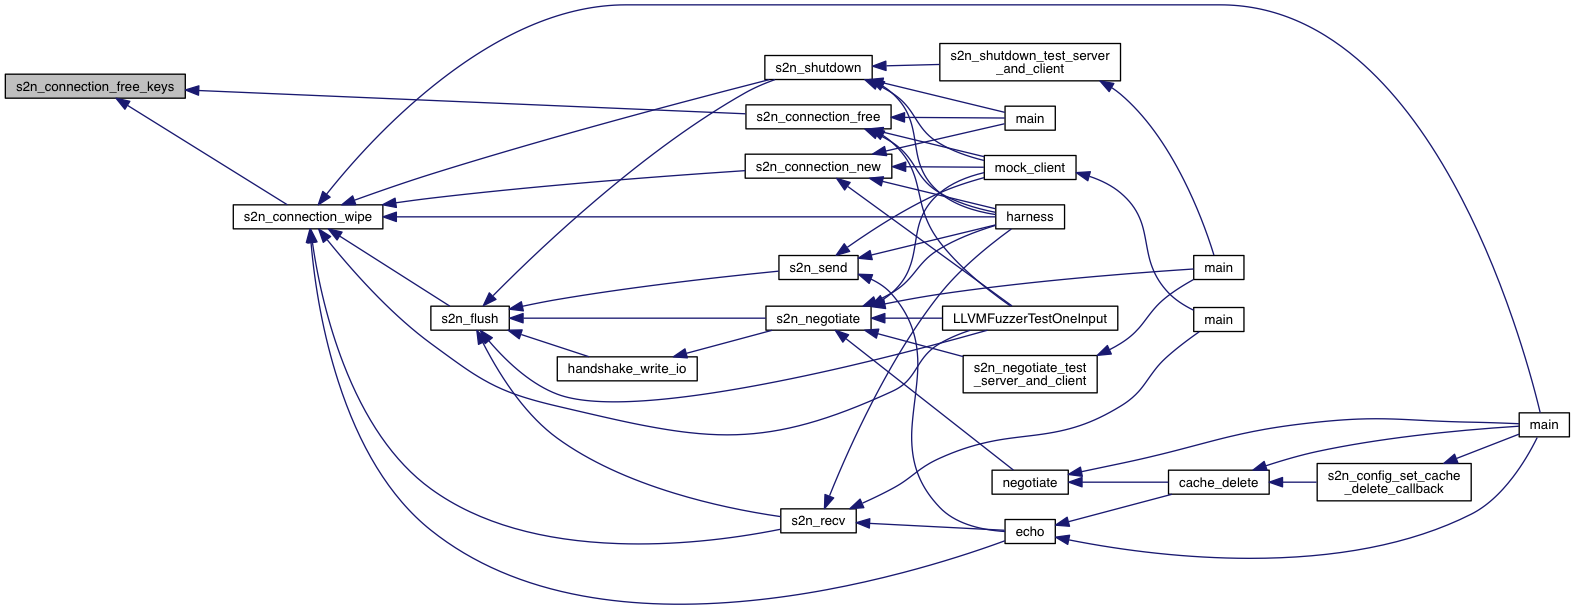 s2n_connection_free_keys
s2n_connection_wipe
s2n_shutdown
s2n_connection_free
s2n_connection_new
s2n_flush
s2n_send
s2n_negotiate
handshake_write_io
s2n_recv
s2n_shutdown_test_server
_and_client
main
mock_client
harness
LLVMFuzzerTestOneInput
s2n_negotiate_test
_server_and_client
negotiate
echo
main
main
cache_delete
s2n_config_set_cache
_delete_callback
main